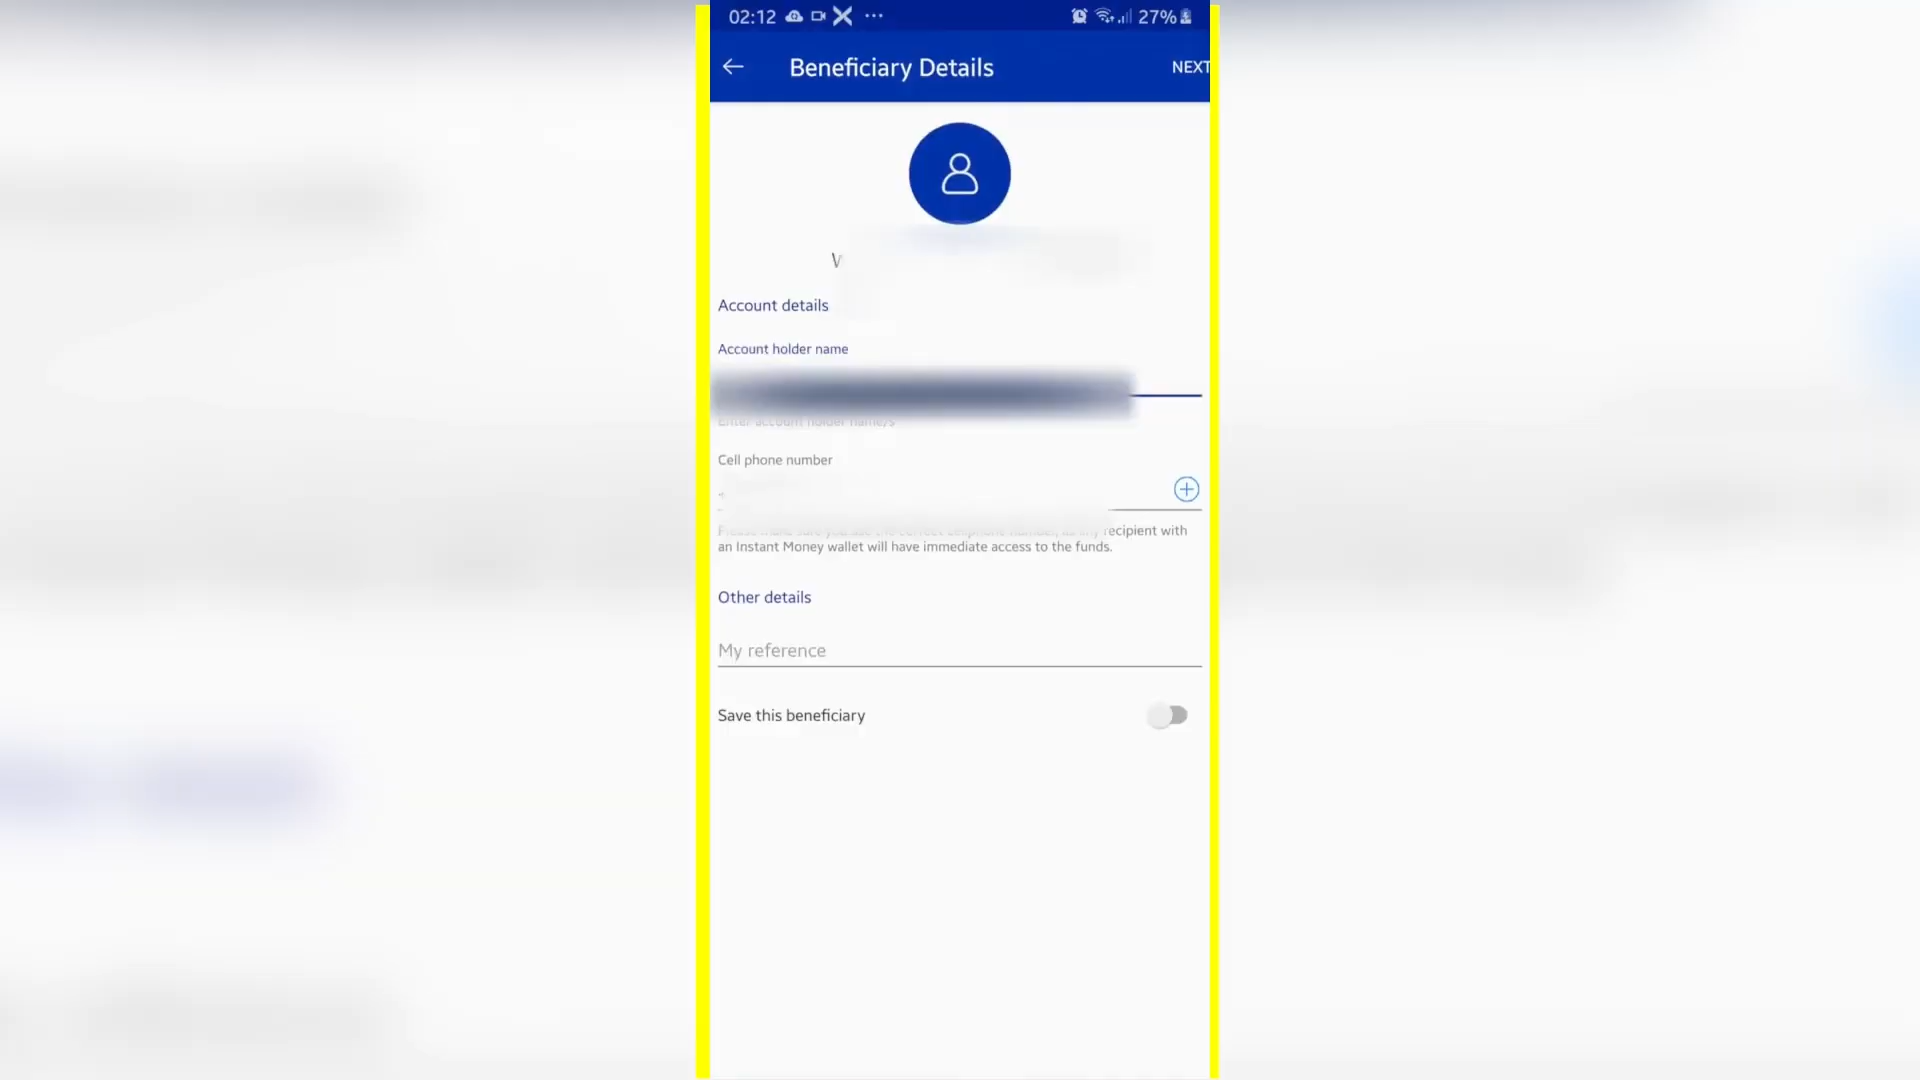 02:12 27%
Beneficiary Details NEXT
V
Account details
Account holder name
Enter account holder name/s
Cell phone number
Please make sure you use the correct cellphone number, as any recipient with
an Instant Money wallet will have immediate access to the funds.
Other details
My reference
Save this beneficiary